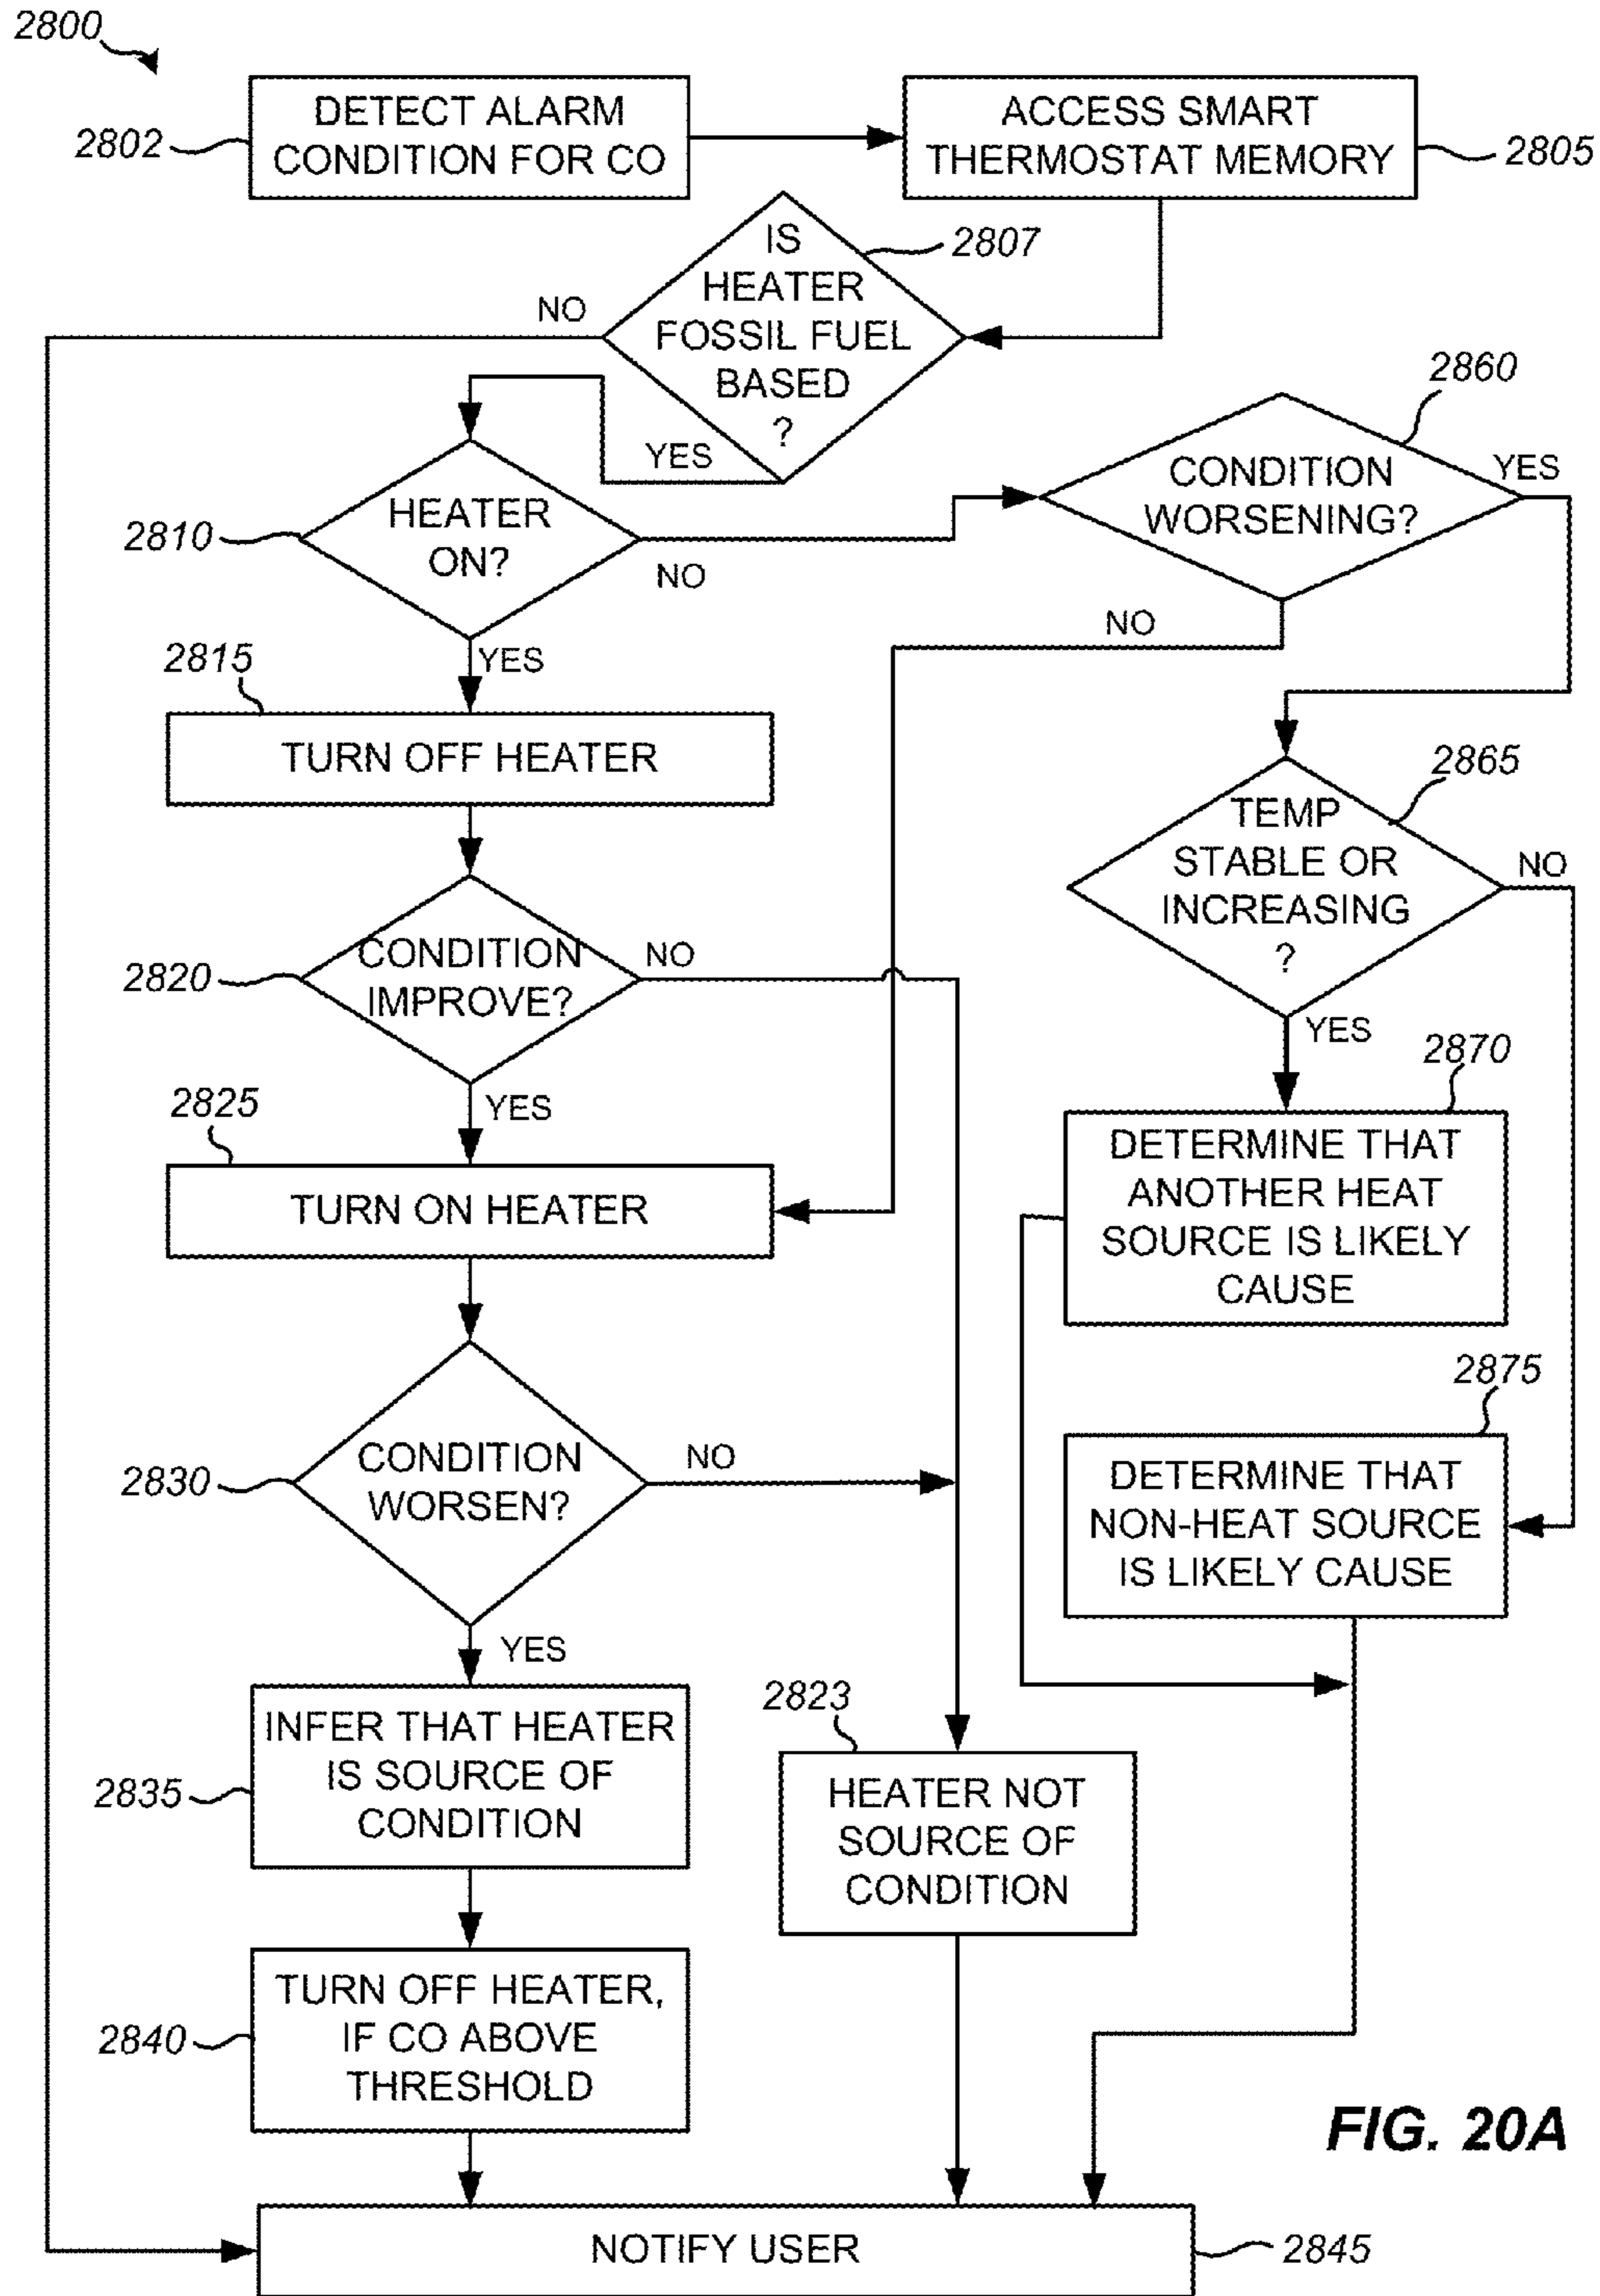 2800
DETECT ALARM
CONDITION FOR CO
2802
ACCESS SMART
THERMOSTAT MEMORY
2805
IS
HEATER
FOSSIL FUEL
BASED
?
2807
NO
YES
HEATER
ON?
2810
NO
YES
CONDITION
WORSENING?
2860
YES
NO
2815
TURN OFF HEATER
TEMP
STABLE OR
INCREASING
?
2865
NO
YES
CONDITION
IMPROVE?
2820
NO
YES
2825
TURN ON HEATER
2870
DETERMINE THAT
ANOTHER HEAT
SOURCE IS LIKELY
CAUSE
CONDITION
WORSEN?
2830
NO
YES
2875
DETERMINE THAT
NON-HEAT SOURCE
IS LIKELY CAUSE
INFER THAT HEATER
IS SOURCE OF
CONDITION
2835
2823
HEATER NOT
SOURCE OF
CONDITION
TURN OFF HEATER,
IF CO ABOVE
THRESHOLD
2840
FIG. 20A
NOTIFY USER
2845